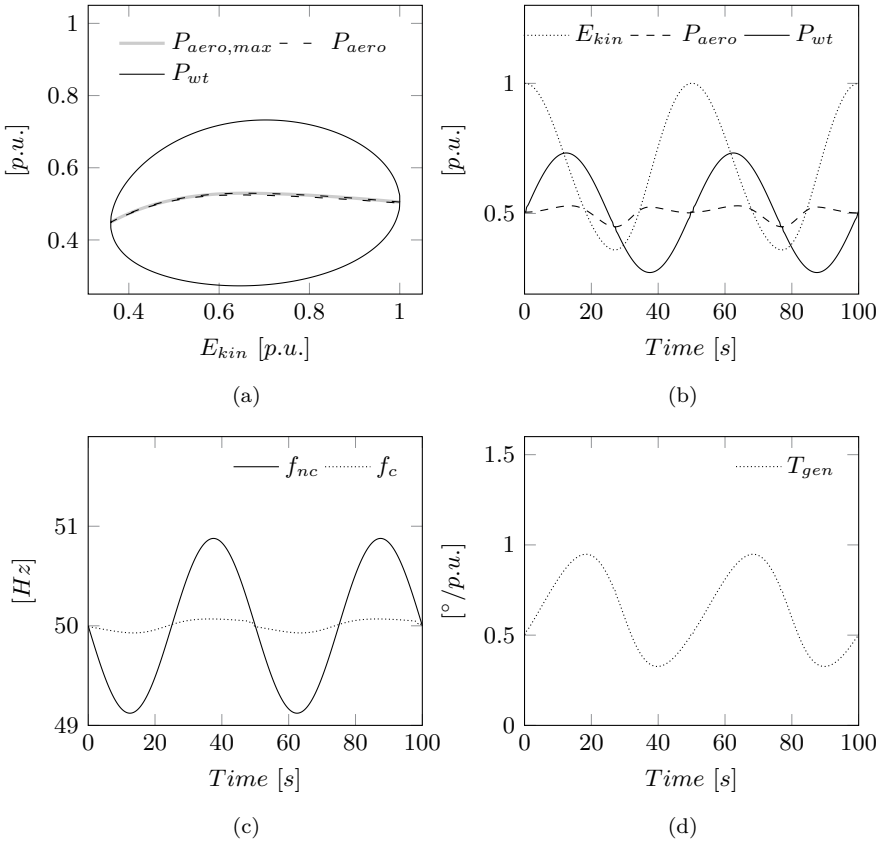 P_{aero,max} P_{aero}
P_{wt}
1
0.8
0.6
0.4
[p.u.]
0.4 0.6 0.8 1
E_{kin} [p.u.]
(a)
E_{kin} P_{aero} P_{wt}
1
0.5
[p.u.]
0 20 40 60 80 100
Time [s]
(b)
f_{nc} f_c
51
50
49
[Hz]
0 20 40 60 80 100
Time [s]
(c)
T_{gen}
1.5
1
0.5
0
[°/p.u.]
0 20 40 60 80 100
Time [s]
(d)